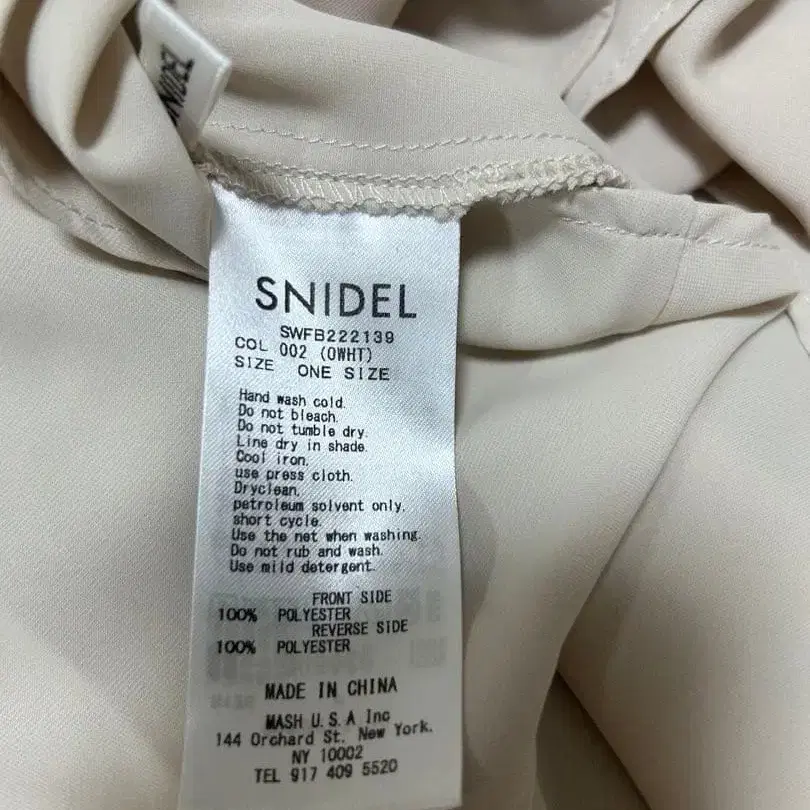 SNIDEL
SNIDEL
SWFB222139
COL 002 (OWHT)
SIZE ONE SIZE
Hand wash cold.
Do not bleach.
Do not tumble dry.
Line dry in shade.
Cool iron.
use press cloth.
Dryclean.
petroleum solvent only.
short cycle.
Use the net when washing.
Do not rub and wash.
Use mild detergent.
FRONT SIDE
100% POLYESTER
REVERSE SIDE
100% POLYESTER
MADE IN CHINA
MASH U.S.A Inc
144 Orchard St. New York.
NY 10002
TEL 917 409 5520